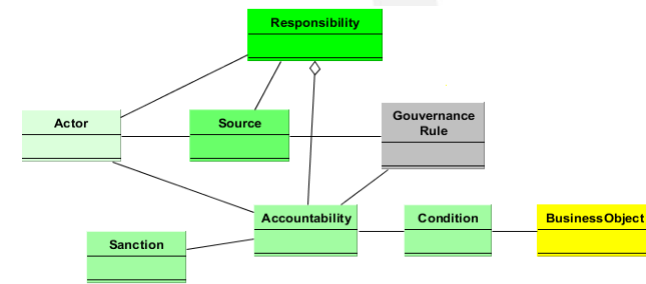 Responsibility
Actor
Source
Gouvernance
Rule
Accountability
Condition
BusinessObject
Sanction